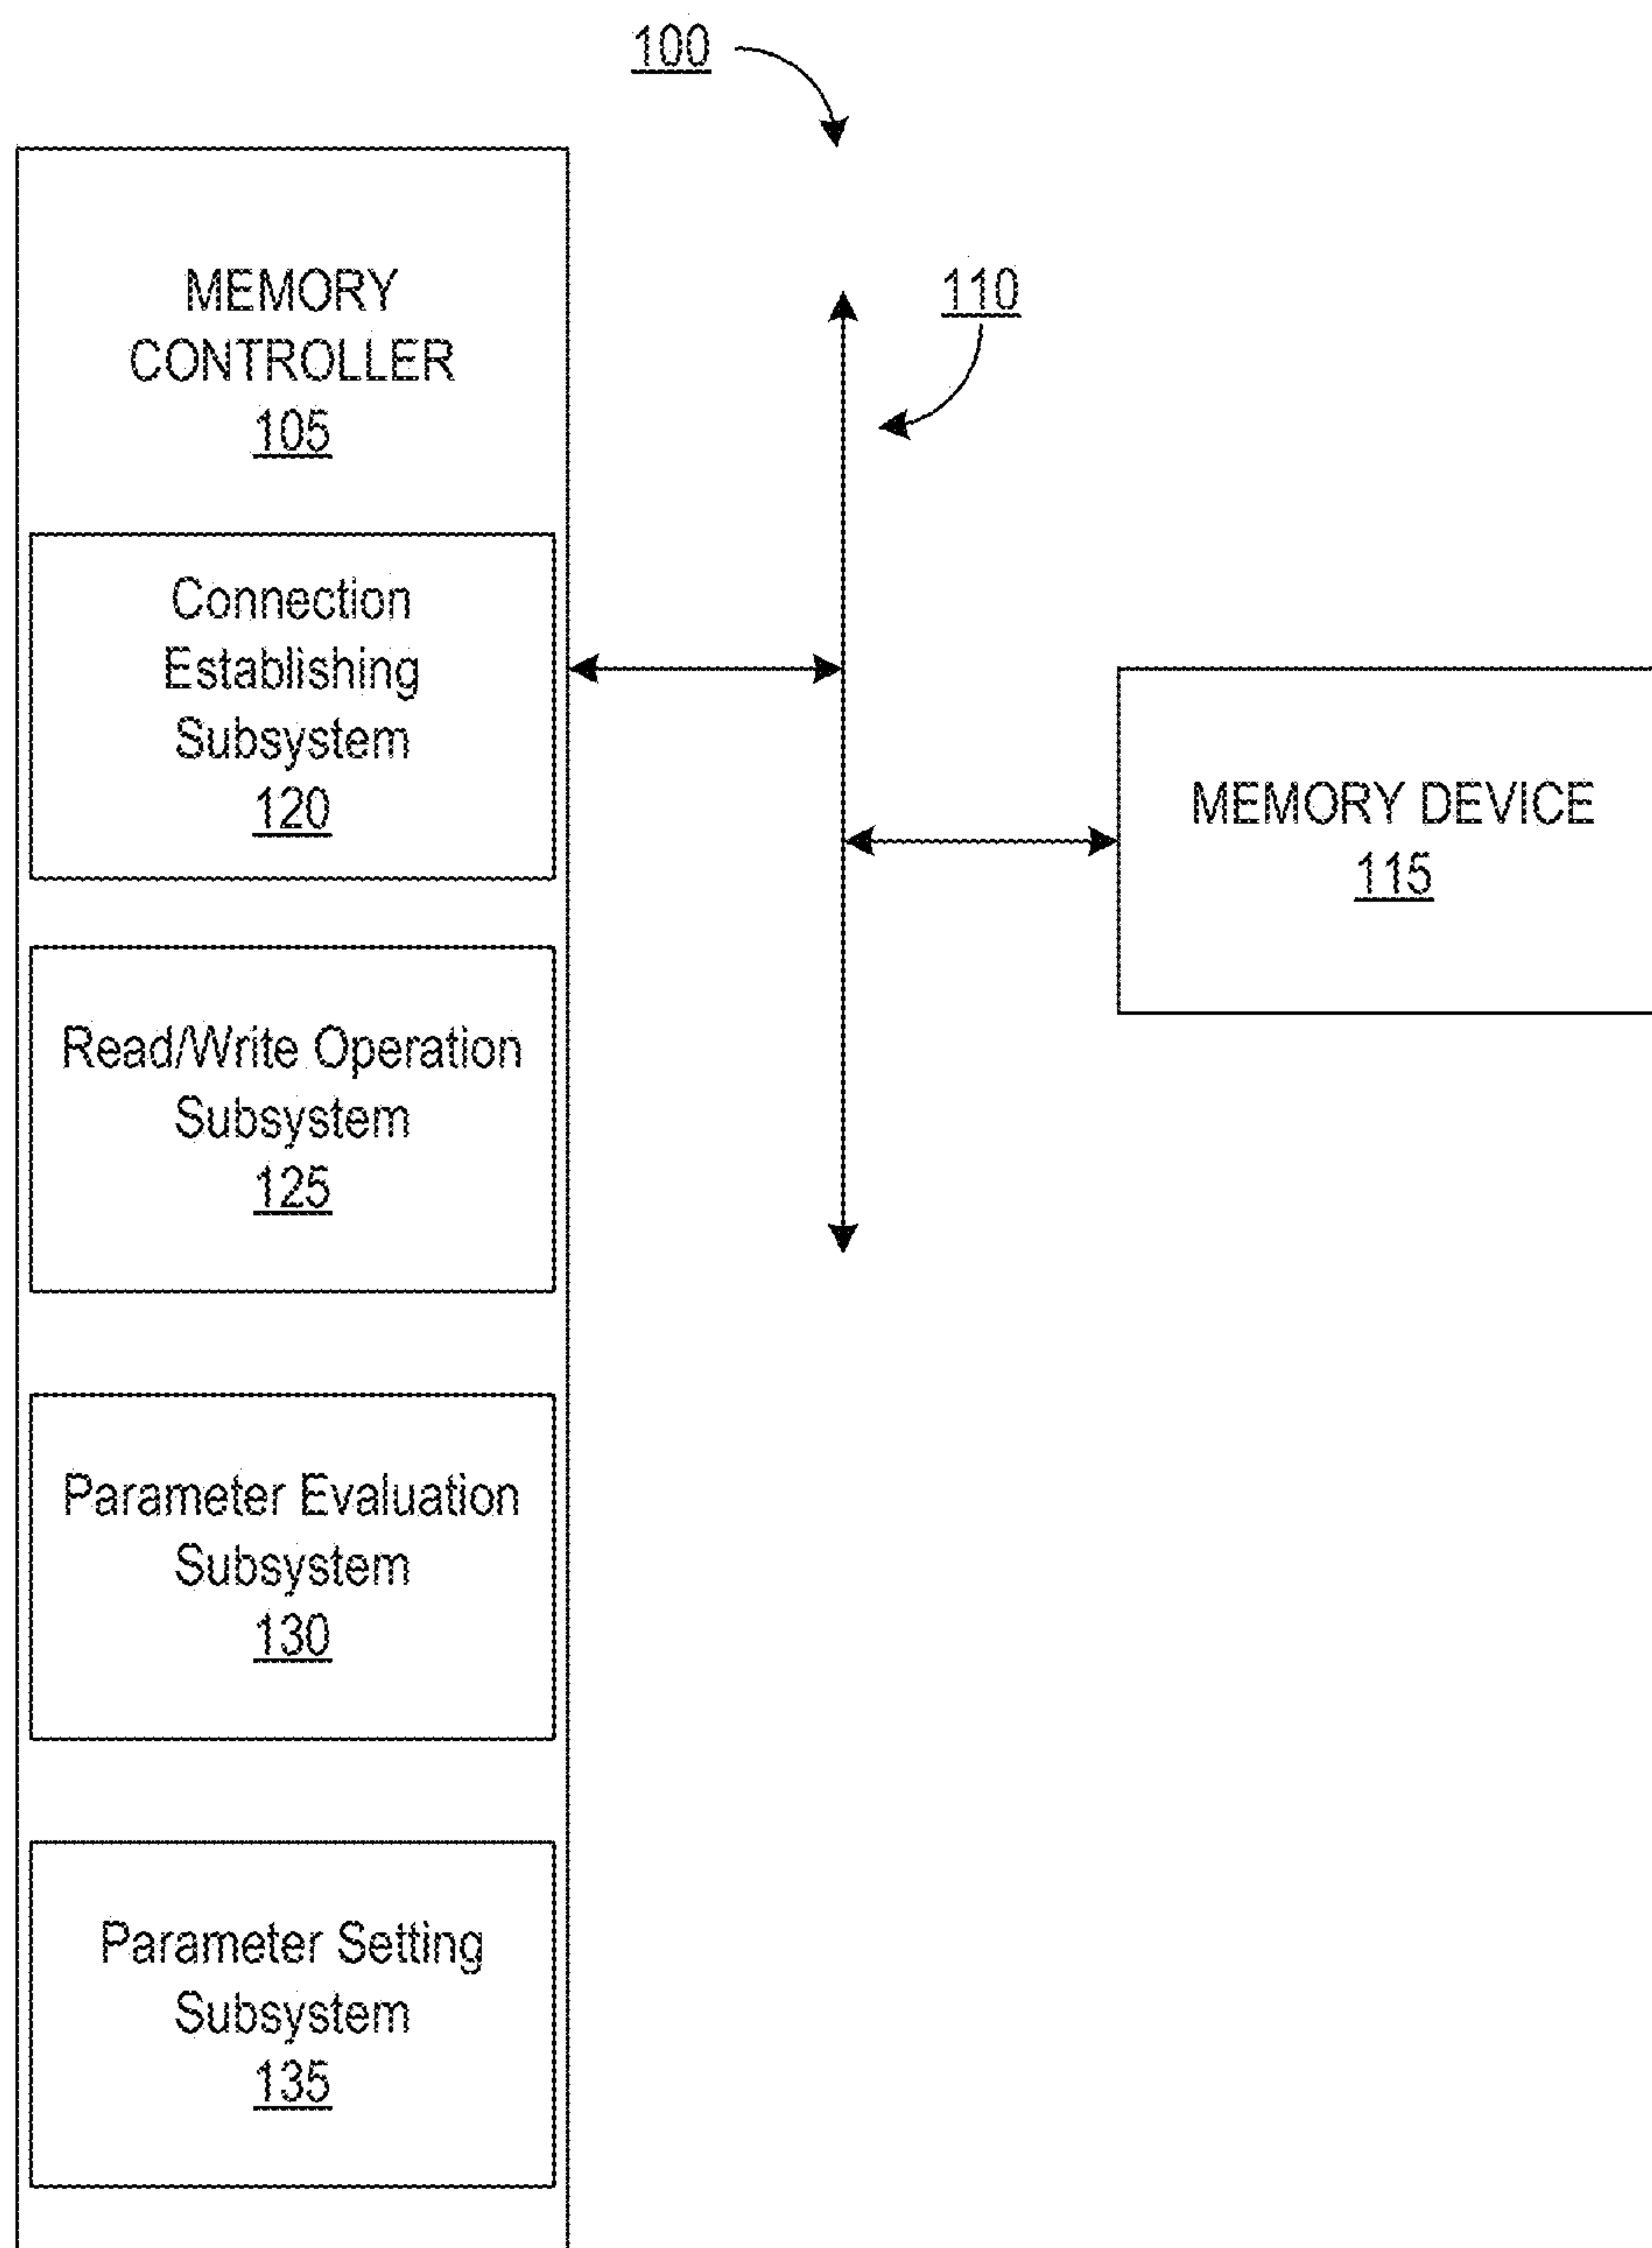 100
110
MEMORY
CONTROLLER
105
Connection
Establishing
Subsystem
120
MEMORY DEVICE
115
Read/Write Operation
Subsystem
125
Parameter Evaluation
Subsystem
130
Parameter Setting
Subsystem
135